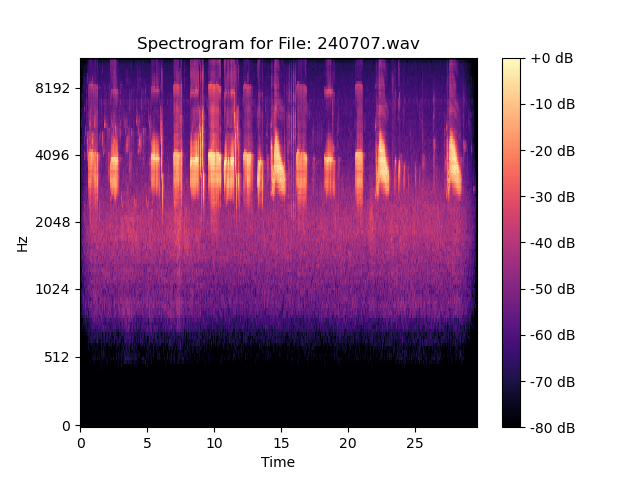 Spectrogram for File: 240707.wav
8192
4096
2048
1024
512
0
Hz
0 5 10 15 20 25
Time
+0 dB
-10 dB
-20 dB
-30 dB
-40 dB
-50 dB
-60 dB
-70 dB
-80 dB